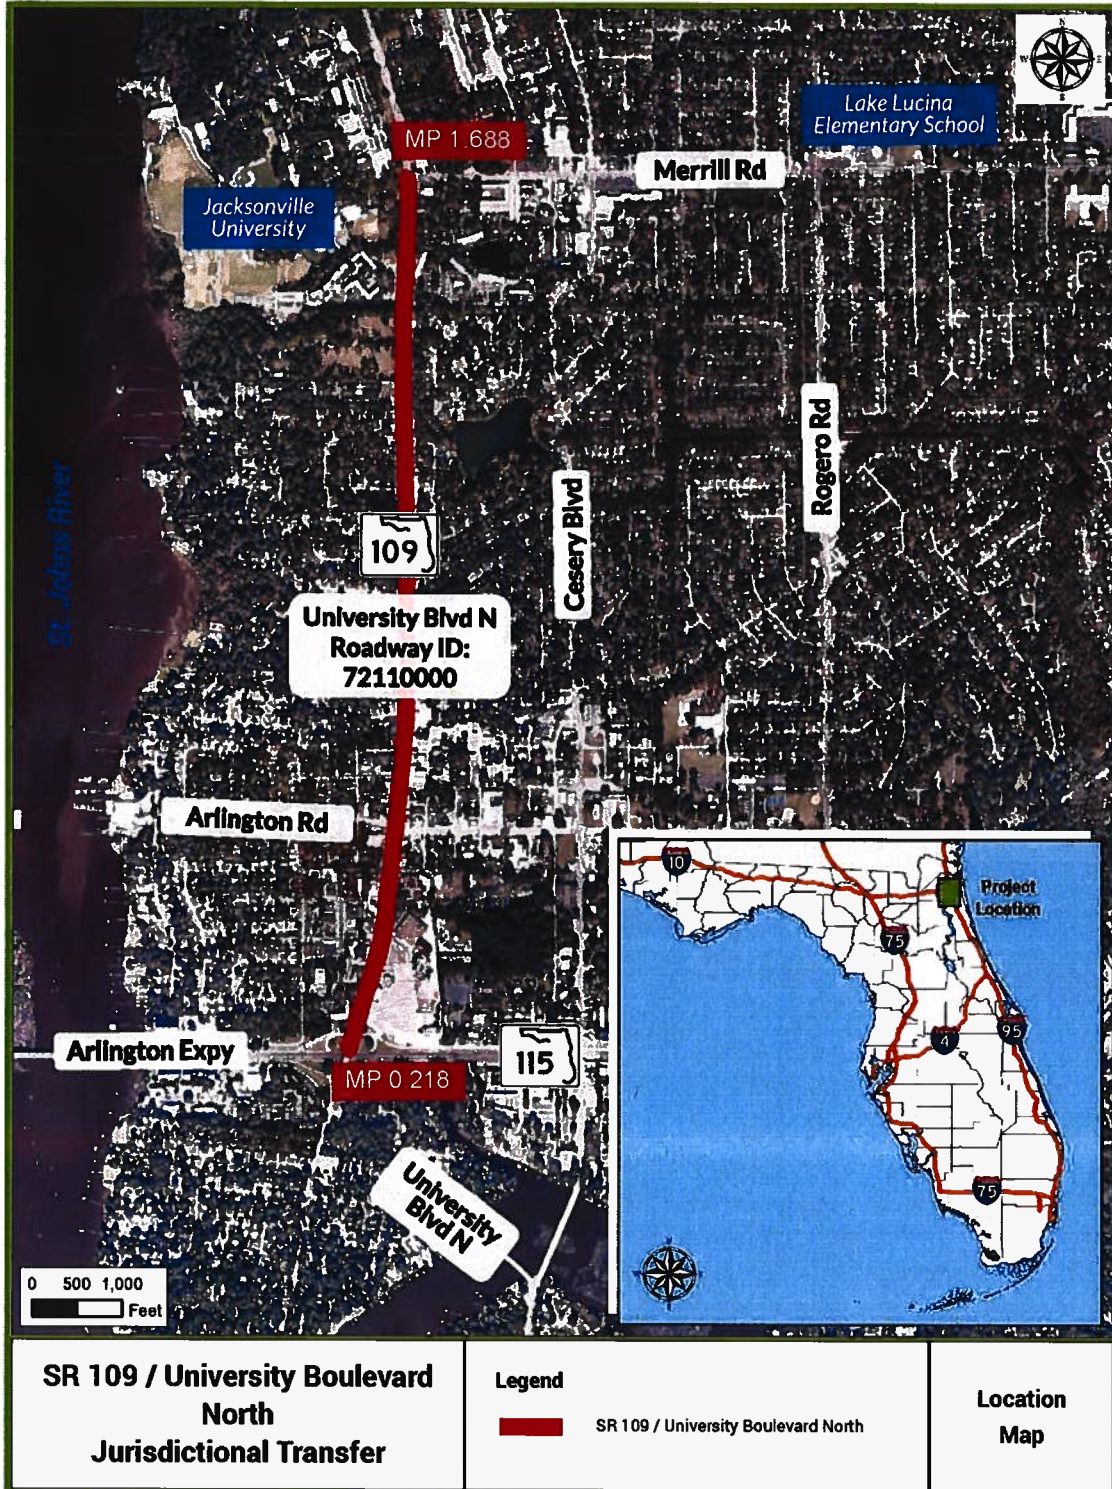 N
W
E
S
Lake Lucina
Elementary School
MP 1.688
Merrill Rd
Jacksonville
University
St. Johns River
Rogero Rd
Cesery Blvd
109
University Blvd N
Roadway ID:
72110000
Arlington Rd
10
Project
Location
75
95
4
75
Arlington Expy
115
MP 0.218
University
Blvd N
0 500 1,000
Feet
SR 109 / University Boulevard
North
Jurisdictional Transfer
Legend
SR 109 / University Boulevard North
Location
Map